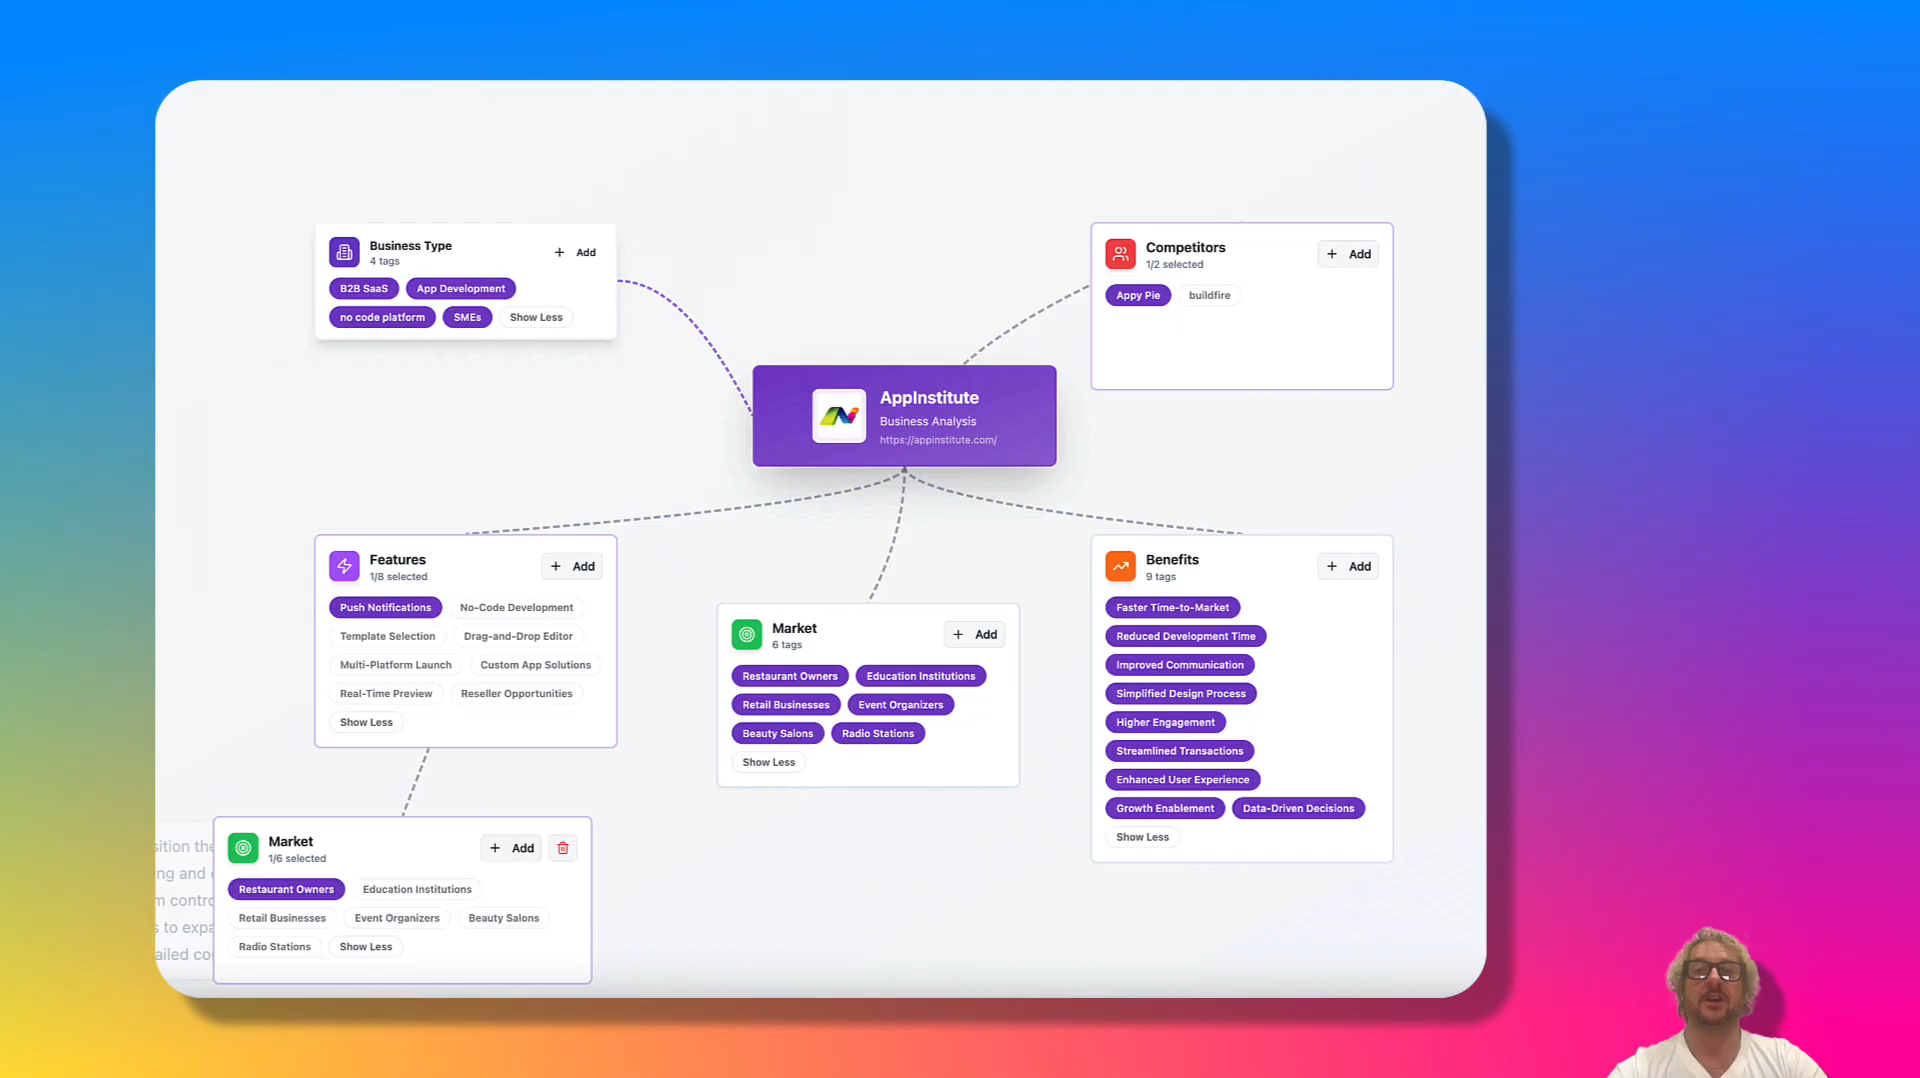 Business Type
4 tags
+ Add
B2B SaaS App Development
no code platform SMEs Show Less
Competitors
1/2 selected
+ Add
Appy Pie buildfire
AppInstitute
Business Analysis
https://appinstitute.com/
Features
1/8 selected
+ Add
Push Notifications No-Code Development
Template Selection Drag-and-Drop Editor
Multi-Platform Launch Custom App Solutions
Real-Time Preview Reseller Opportunities
Show Less
Market
6 tags
+ Add
Restaurant Owners Education Institutions
Retail Businesses Event Organizers
Beauty Salons Radio Stations
Show Less
Benefits
9 tags
+ Add
Faster Time-to-Market
Reduced Development Time
Improved Communication
Simplified Design Process
Higher Engagement
Streamlined Transactions
Enhanced User Experience
Growth Enablement Data-Driven Decisions
Show Less
Market
1/6 selected
+ Add
Restaurant Owners Education Institutions
Retail Businesses Event Organizers Beauty Salons
Radio Stations Show Less